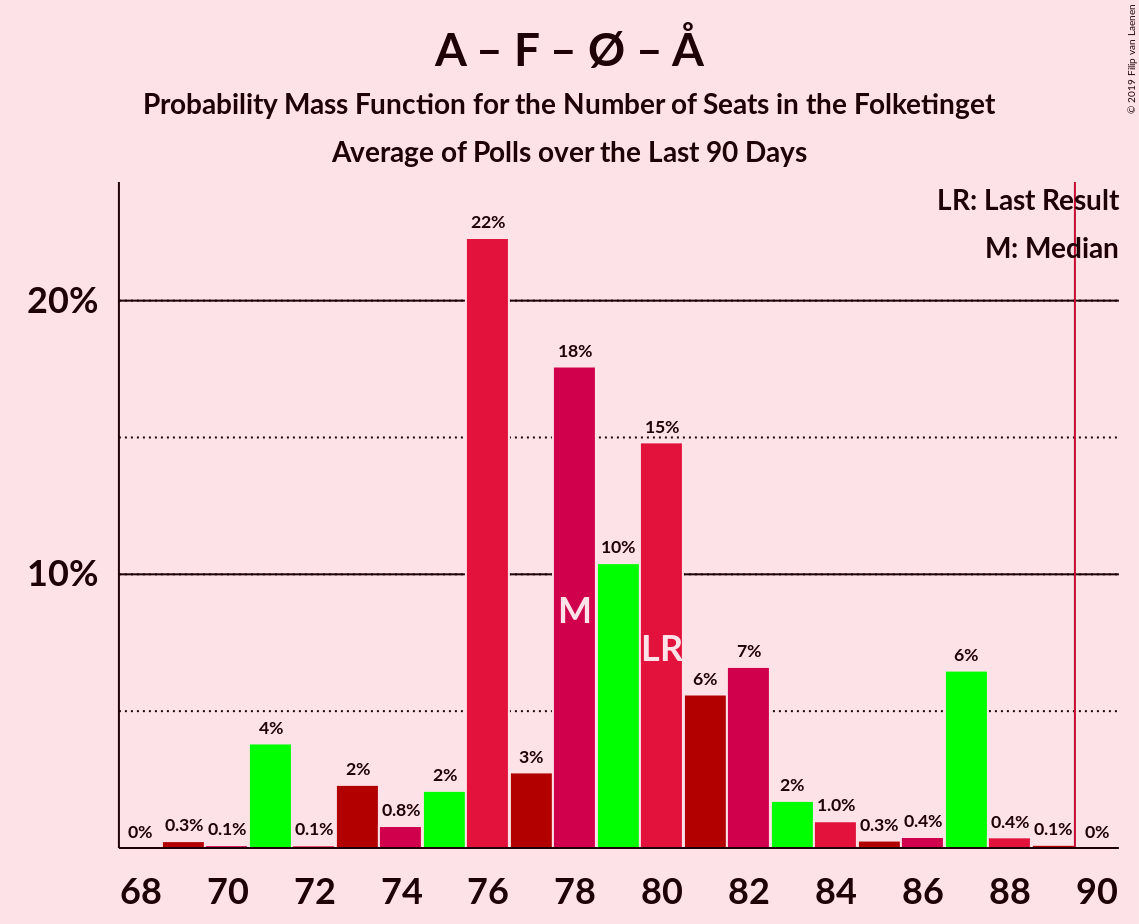 A – F – Ø – Å
Probability Mass Function for the Number of Seats in the Folketinget
Average of Polls over the Last 90 Days
© 2019 Filip van Laenen
LR: Last Result
M: Median
20%
10%
0%
0.3%
0.1%
4%
0.1%
2%
0.8%
2%
22%
3%
18%
10%
15%
6%
7%
2%
1.0%
0.3%
0.4%
6%
0.4%
0.1%
0%
M
LR
68 70 72 74 76 78 80 82 84 86 88 90